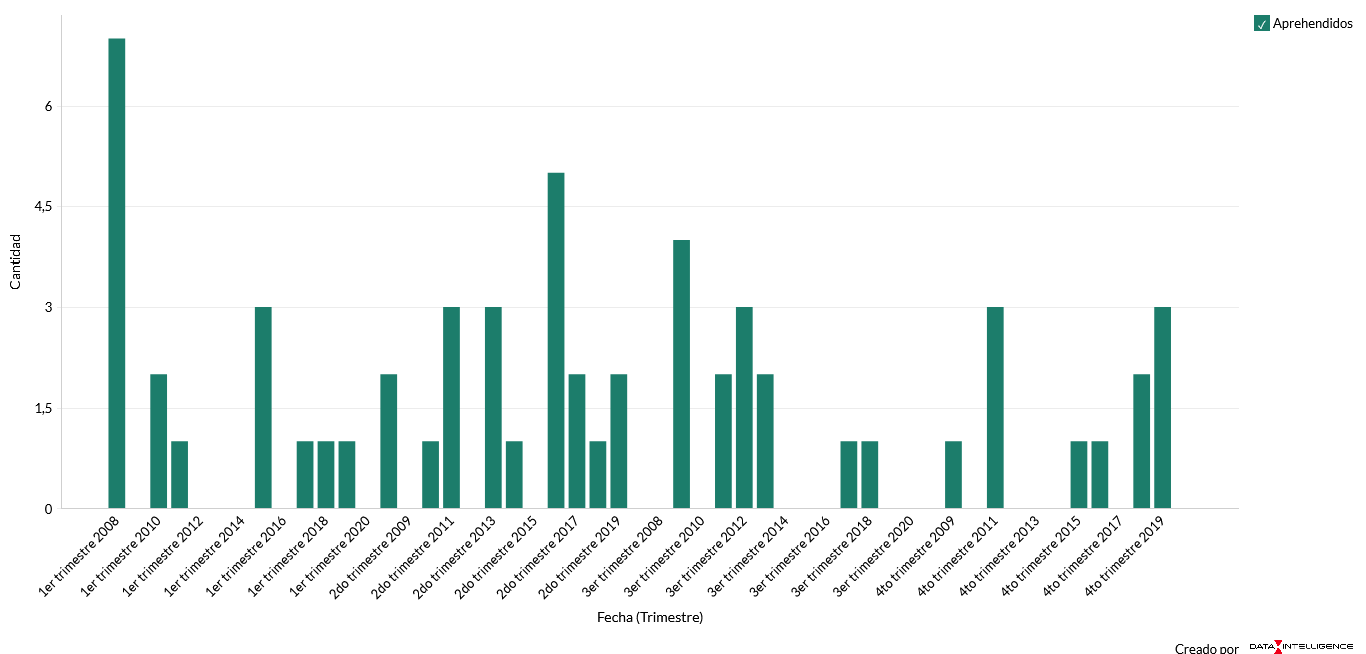 Aprehendidos
6
4,5
3
1,5
0
Cantidad
1er trimestre 2008
1er trimestre 2010
1er trimestre 2012
1er trimestre 2014
1er trimestre 2016
1er trimestre 2018
1er trimestre 2020
2do trimestre 2009
2do trimestre 2011
2do trimestre 2013
2do trimestre 2015
2do trimestre 2017
2do trimestre 2019
3er trimestre 2008
3er trimestre 2010
3er trimestre 2012
3er trimestre 2014
3er trimestre 2016
3er trimestre 2018
3er trimestre 2020
4to trimestre 2009
4to trimestre 2011
4to trimestre 2013
4to trimestre 2015
4to trimestre 2017
4to trimestre 2019
Fecha (Trimestre)
Creado por DATA INTELLIGENCE